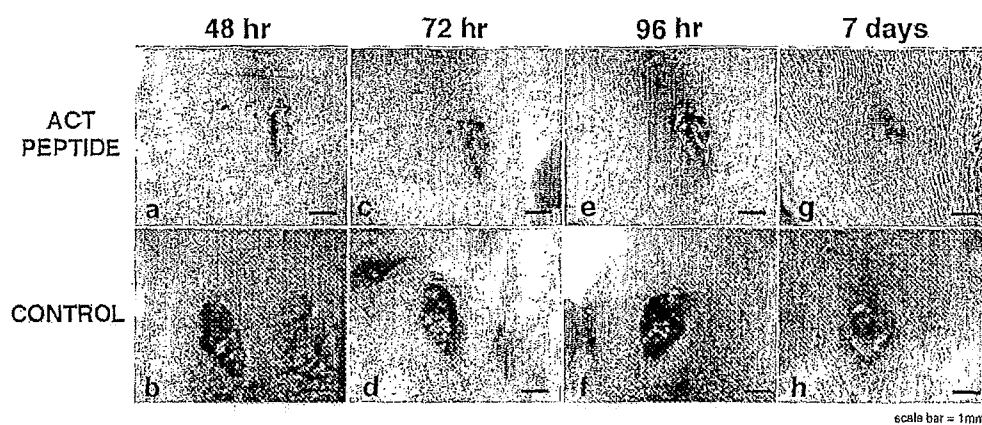 48 hr 72 hr 96 hr 7 days
ACT
PEPTIDE
a c e g
CONTROL
b d f h
scale bar = 1mm